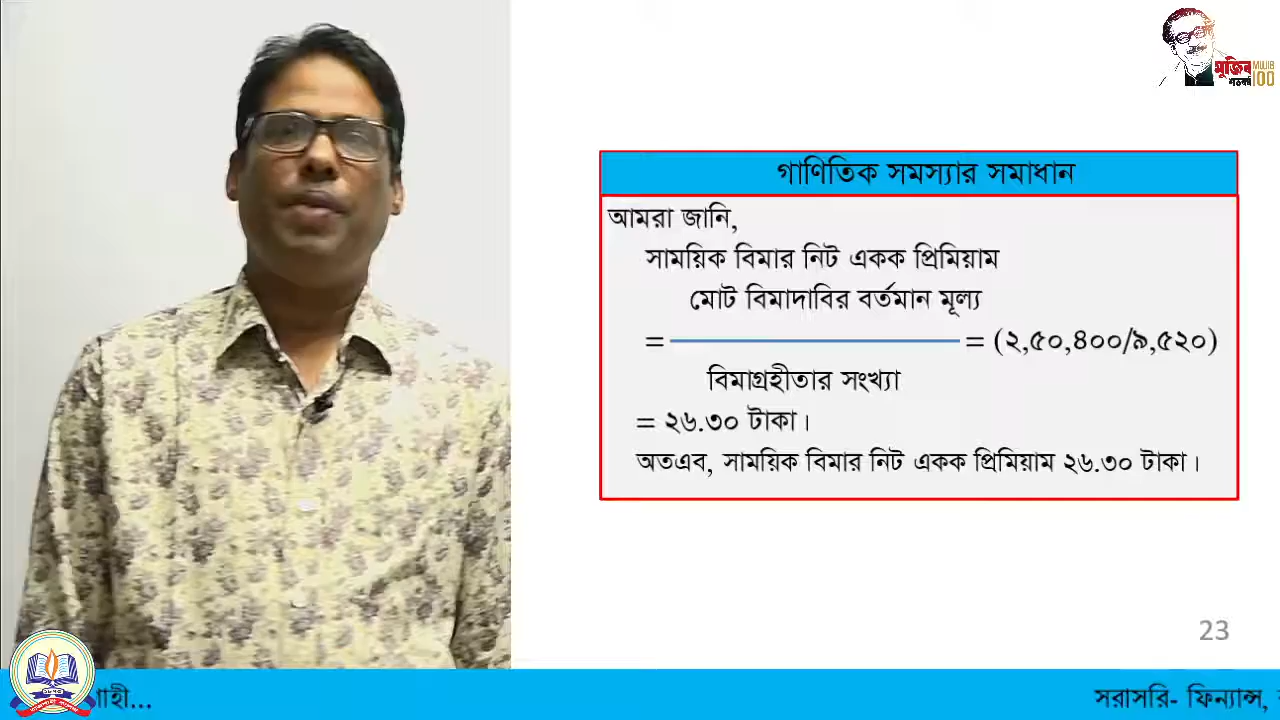 মুজিব
শতবর্ষ
MUJIB
100
গাণিতিক সমস্যার সমাধান
আমরা জানি,
সাময়িক বিমার নিট একক প্রিমিয়াম
মোট বিমাদাবির বর্তমান মূল্য
= = (২,৫০,৪০০/৯,৫২০)
বিমাগ্রহীতার সংখ্যা
= ২৬.৩০ টাকা।
অতএব, সাময়িক বিমার নিট একক প্রিমিয়াম ২৬.৩০ টাকা।
23
সরাসরি- ফিন্যান্স,